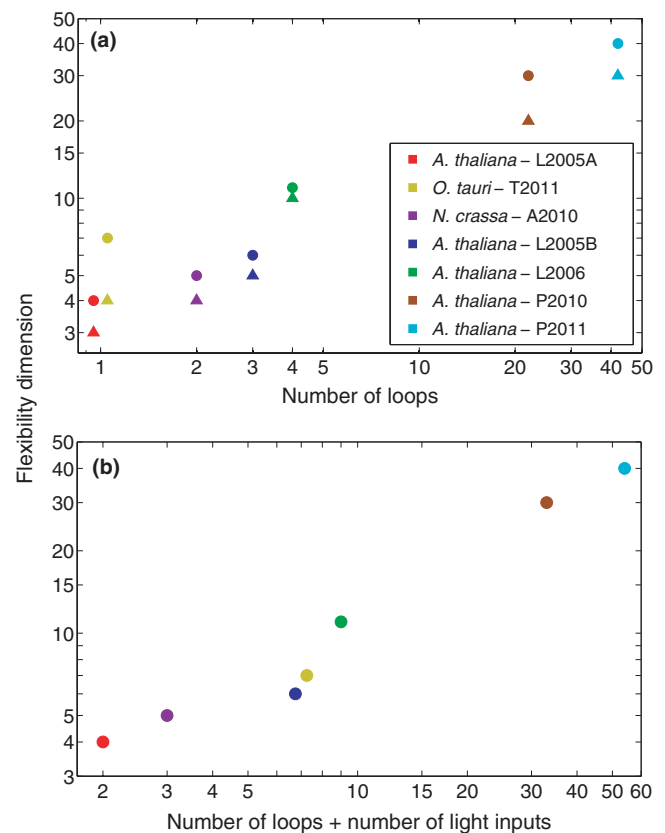 (a)
50
40
30
20
15
10
5
4
3
A. thaliana – L2005A
O. tauri – T2011
N. crassa – A2010
A. thaliana – L2005B
A. thaliana – L2006
A. thaliana – P2010
A. thaliana – P2011
1 2 3 4 5 10 20 30 40 50
Number of loops
Flexibility dimension
(b)
50
40
30
20
15
10
5
4
3
2 3 5 10 20 30 40 50 60
Number of loops + number of light inputs